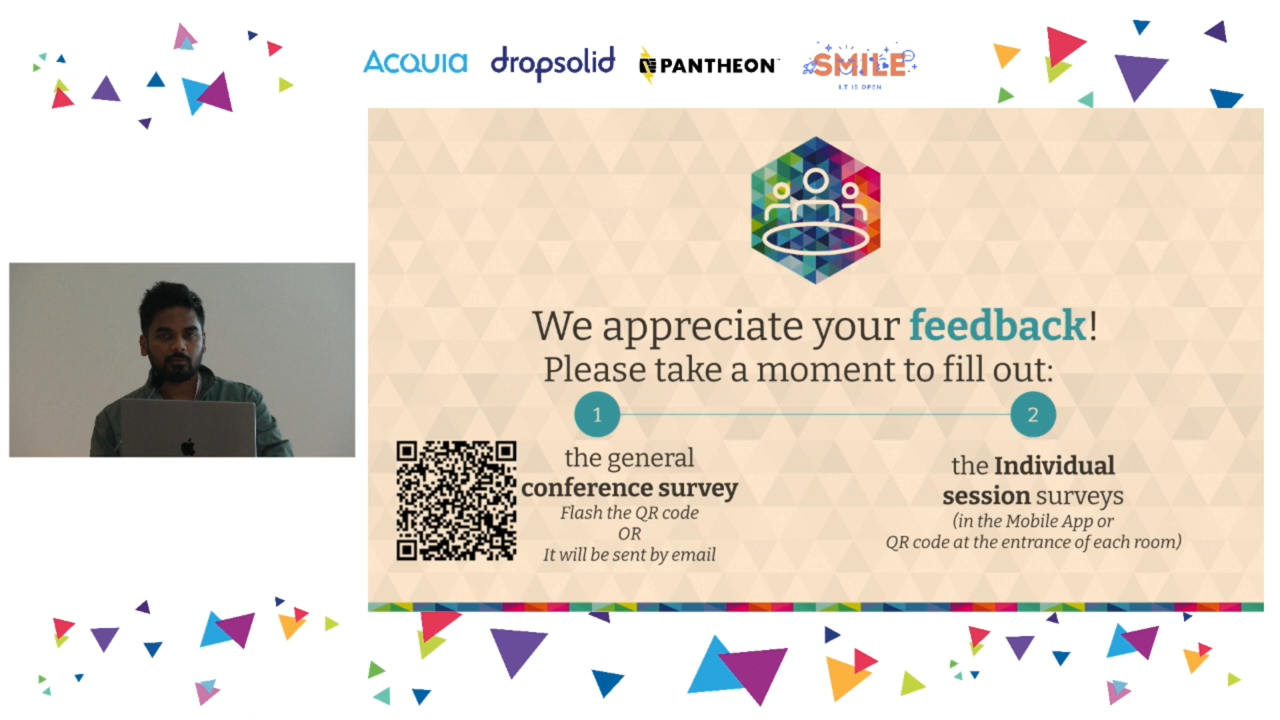 Acquia
dropsolid
PANTHEON
SMILE
I.T IS OPEN
We appreciate your feedback!
Please take a moment to fill out:
1
2
the general
conference survey
Flash the QR code
OR
It will be sent by email
the Individual
session surveys
(in the Mobile App or
QR code at the entrance of each room)